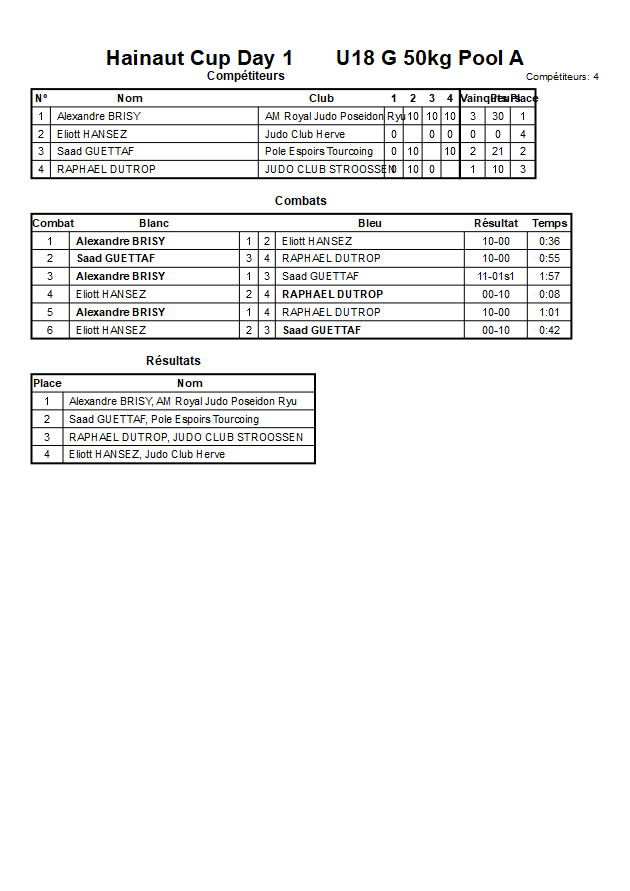 Hainaut Cup Day 1 U18 G 50kg Pool A
Compétiteurs Compétiteurs: 4
N° Nom Club 1 2 3 4 Vainqueurs Pts Place
1 Alexandre BRISY AM Royal Judo Poseidon Ryu 10 10 10 3 30 1
2 Eliott HANSEZ Judo Club Herve 0 0 0 0 0 4
3 Saad GUETTAF Pole Espoirs Tourcoing 0 10 10 2 21 2
4 RAPHAEL DUTROP JUDO CLUB STROOSSEN 0 10 0 1 10 3
Combats
Combat Blanc Bleu Résultat Temps
1 Alexandre BRISY 1 2 Eliott HANSEZ 10-00 0:36
2 Saad GUETTAF 3 4 RAPHAEL DUTROP 10-00 0:55
3 Alexandre BRISY 1 3 Saad GUETTAF 11-01s1 1:57
4 Eliott HANSEZ 2 4 RAPHAEL DUTROP 00-10 0:08
5 Alexandre BRISY 1 4 RAPHAEL DUTROP 10-00 1:01
6 Eliott HANSEZ 2 3 Saad GUETTAF 00-10 0:42
Résultats
Place Nom
1 Alexandre BRISY, AM Royal Judo Poseidon Ryu
2 Saad GUETTAF, Pole Espoirs Tourcoing
3 RAPHAEL DUTROP, JUDO CLUB STROOSSEN
4 Eliott HANSEZ, Judo Club Herve